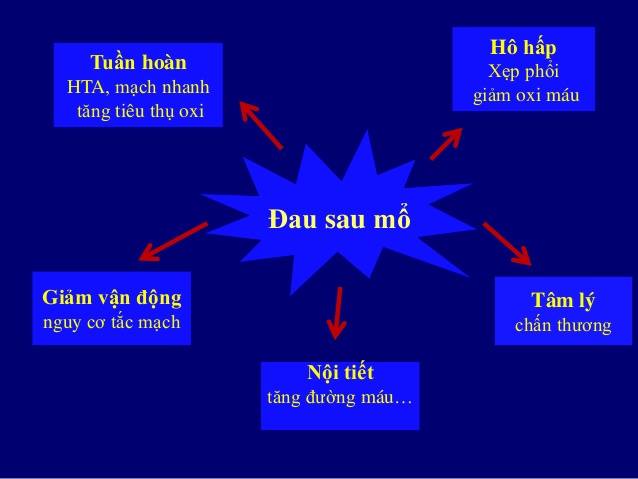 Tuần hoàn
HTA, mạch nhanh
tăng tiêu thụ oxi
Hô hấp
Xẹp phổi
giảm oxi máu
Đau sau mổ
Giảm vận động
nguy cơ tắc mạch
Nội tiết
tăng đường máu…
Tâm lý
chấn thương